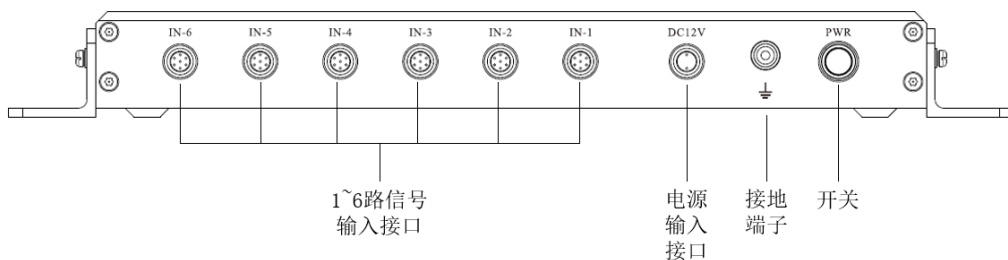 IN-6 IN-5 IN-4 IN-3 IN-2 IN-1 DC12V PWR
1~6路信号
输入接口
电源
输入
接口
接地
端子
开关